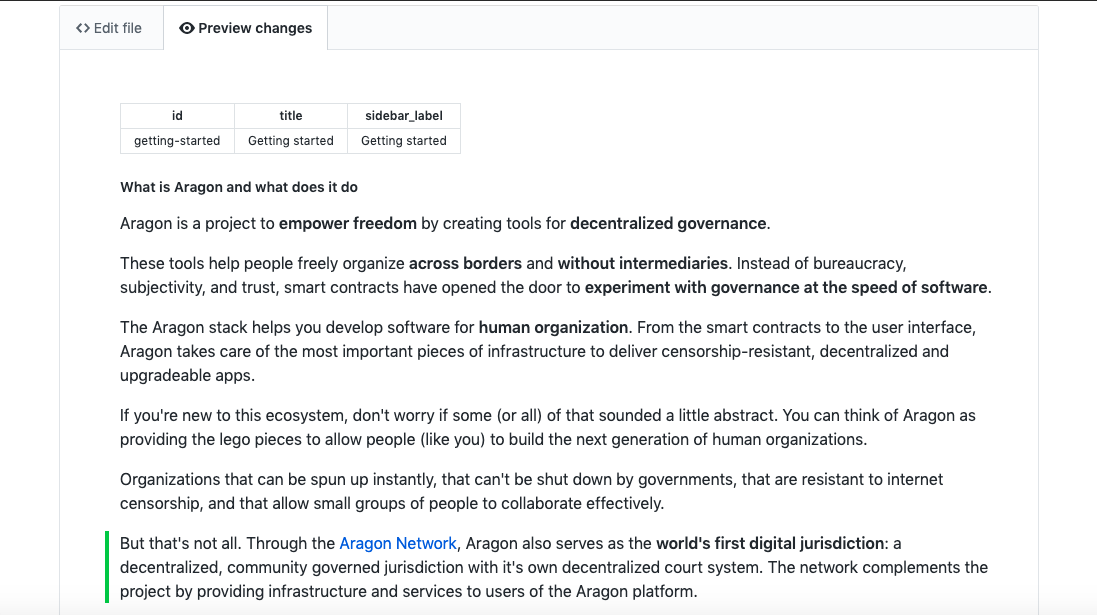 <> Edit file Preview changes
id title sidebar_label
getting-started Getting started Getting started
What is Aragon and what does it do
Aragon is a project to empower freedom by creating tools for decentralized governance.
These tools help people freely organize across borders and without intermediaries. Instead of bureaucracy,
subjectivity, and trust, smart contracts have opened the door to experiment with governance at the speed of software.
The Aragon stack helps you develop software for human organization. From the smart contracts to the user interface,
Aragon takes care of the most important pieces of infrastructure to deliver censorship-resistant, decentralized and
upgradeable apps.
If you're new to this ecosystem, don't worry if some (or all) of that sounded a little abstract. You can think of Aragon as
providing the lego pieces to allow people (like you) to build the next generation of human organizations.
Organizations that can be spun up instantly, that can't be shut down by governments, that are resistant to internet
censorship, and that allow small groups of people to collaborate effectively.
But that's not all. Through the Aragon Network, Aragon also serves as the world's first digital jurisdiction: a
decentralized, community governed jurisdiction with it's own decentralized court system. The network complements the
project by providing infrastructure and services to users of the Aragon platform.